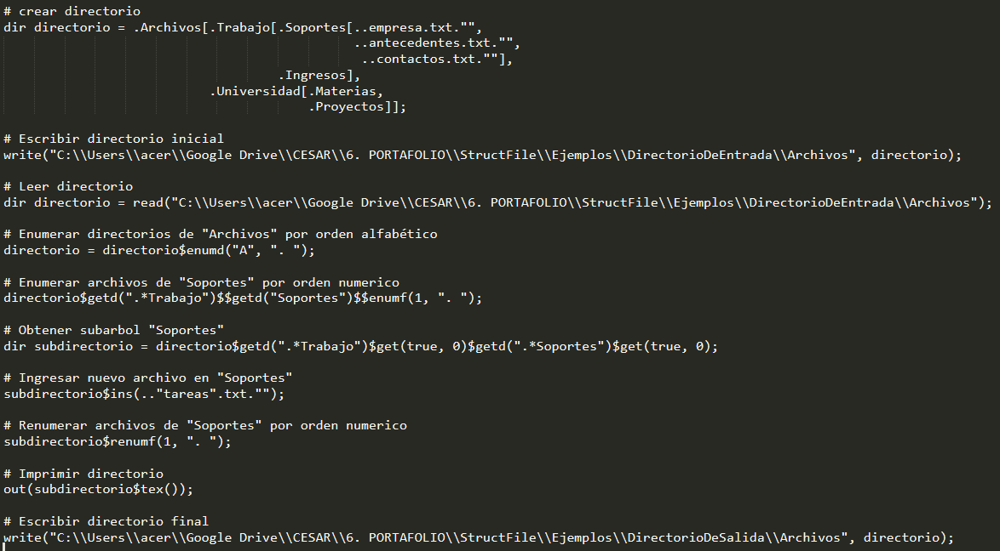 # crear directorio
dir directorio = .Archivos[.Trabajo[.Soportes[..empresa.txt."",
..antecedentes.txt."",
..contactos.txt.""],
.Ingresos],
.Universidad[.Materias,
.Proyectos]];
# Escribir directorio inicial
write("C:\\Users\\acer\\Google Drive\\CESAR\\6. PORTAFOLIO\\StructFile\\Ejemplos\\DirectorioDeEntrada\\Archivos", directorio);
# Leer directorio
dir directorio = read("C:\\Users\\acer\\Google Drive\\CESAR\\6. PORTAFOLIO\\StructFile\\Ejemplos\\DirectorioDeEntrada\\Archivos");
# Enumerar directorios de "Archivos" por orden alfabético
directorio = directorio$enumd("A", ". ");
# Enumerar archivos de "Soportes" por orden numerico
directorio$getd(".*Trabajo")$$getd("Soportes")$$enumf(1, ". ");
# Obtener subarbol "Soportes"
dir subdirectorio = directorio$getd(".*Trabajo")$get(true, 0)$getd(".*Soportes")$get(true, 0);
# Ingresar nuevo archivo en "Soportes"
subdirectorio$ins(.."tareas".txt."");
# Renumerar archivos de "Soportes" por orden numerico
subdirectorio$renumf(1, ". ");
# Imprimir directorio
out(subdirectorio$tex());
# Escribir directorio final
write("C:\\Users\\acer\\Google Drive\\CESAR\\6. PORTAFOLIO\\StructFile\\Ejemplos\\DirectorioDeSalida\\Archivos", directorio);